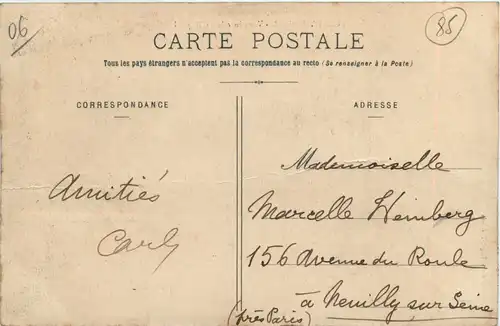 06
85
CARTE POSTALE
Tous les pays étrangers n'acceptent pas la correspondance au recto (Se renseigner à la Poste)
CORRESPONDANCE
Amitiés
Carly
ADRESSE
Mademoiselle
Marcelle Heimberg
156 Avenue du Roule
à Neuilly sur Seine
(près Paris)